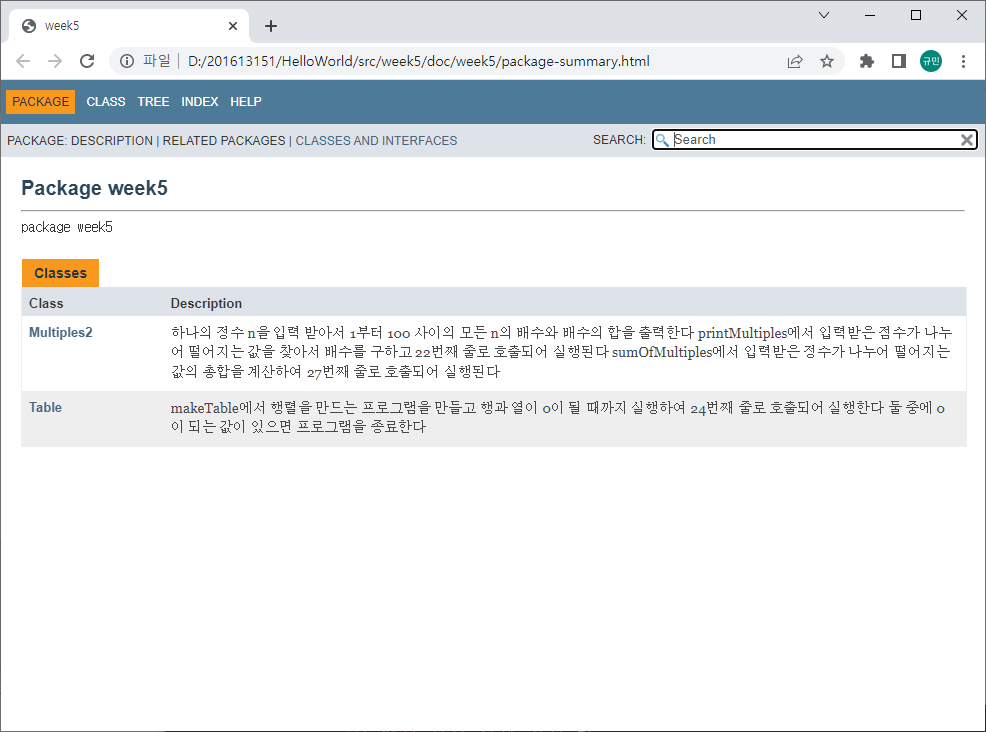 week5
파일 D:/201613151/HelloWorld/src/week5/doc/week5/package-summary.html 규민
PACKAGE CLASS TREE INDEX HELP
PACKAGE: DESCRIPTION | RELATED PACKAGES | CLASSES AND INTERFACES SEARCH: Search
Package week5
package week5
Classes
Class Description
Multiples2 하나의 정수 n을 입력 받아서 1부터 100 사이의 모든 n의 배수와 배수의 합을 출력한다 printMultiples에서 입력받은 점수가 나누
어 떨어지는 값을 찾아서 배수를 구하고 22번째 줄로 호출되어 실행된다 sumOfMultiples에서 입력받은 정수가 나누어 떨어지는
값의 총합을 계산하여 27번째 줄로 호출되어 실행된다
Table makeTable에서 행렬을 만드는 프로그램을 만들고 행과 열이 0이 될 때까지 실행하여 24번째 줄로 호출되어 실행한다 둘 중에 0
이 되는 값이 있으면 프로그램을 종료한다